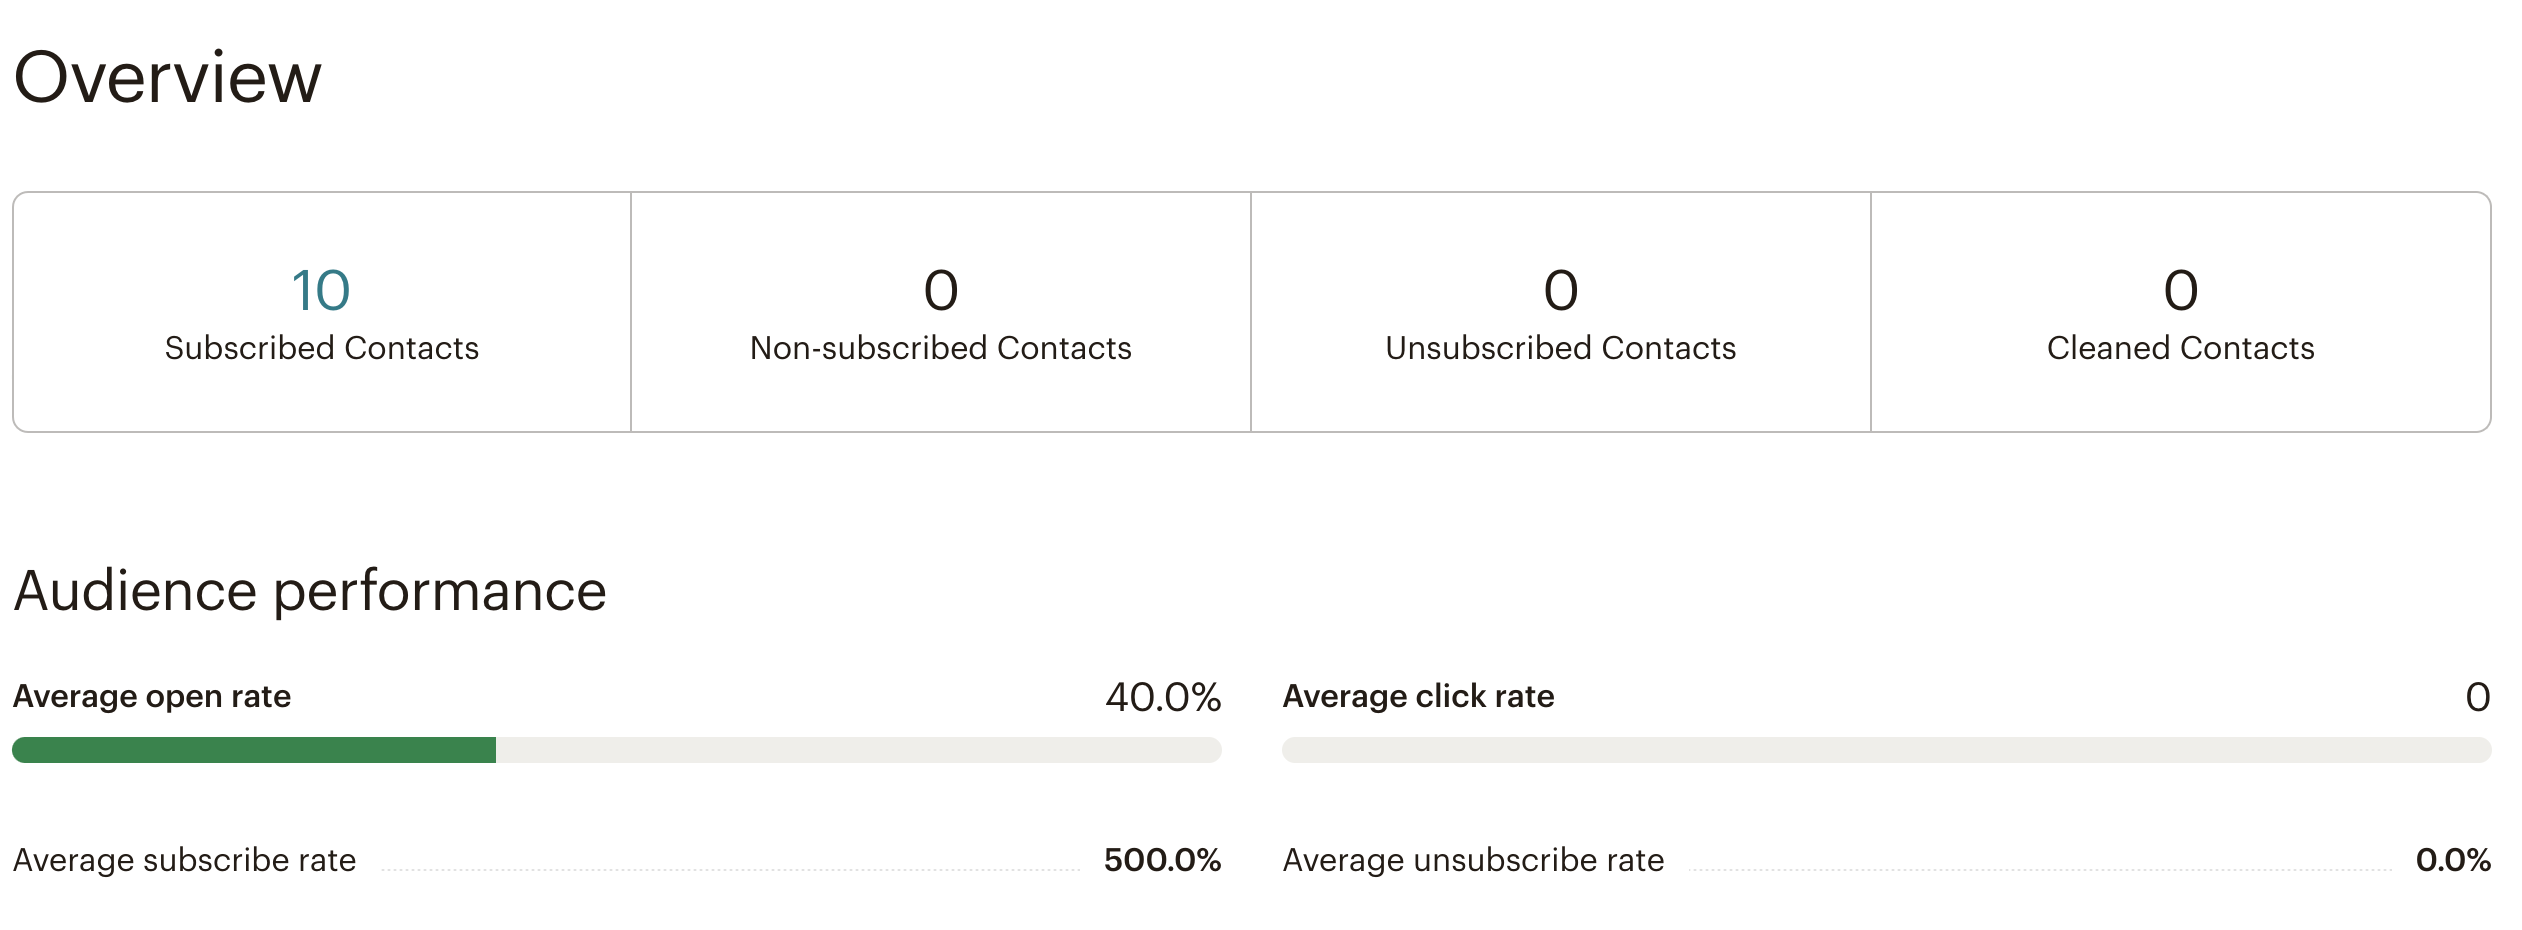 Overview
10
Subscribed Contacts
0
Non-subscribed Contacts
0
Unsubscribed Contacts
0
Cleaned Contacts
Audience performance
Average open rate 40.0%
Average click rate 0
Average subscribe rate 500.0%
Average unsubscribe rate 0.0%